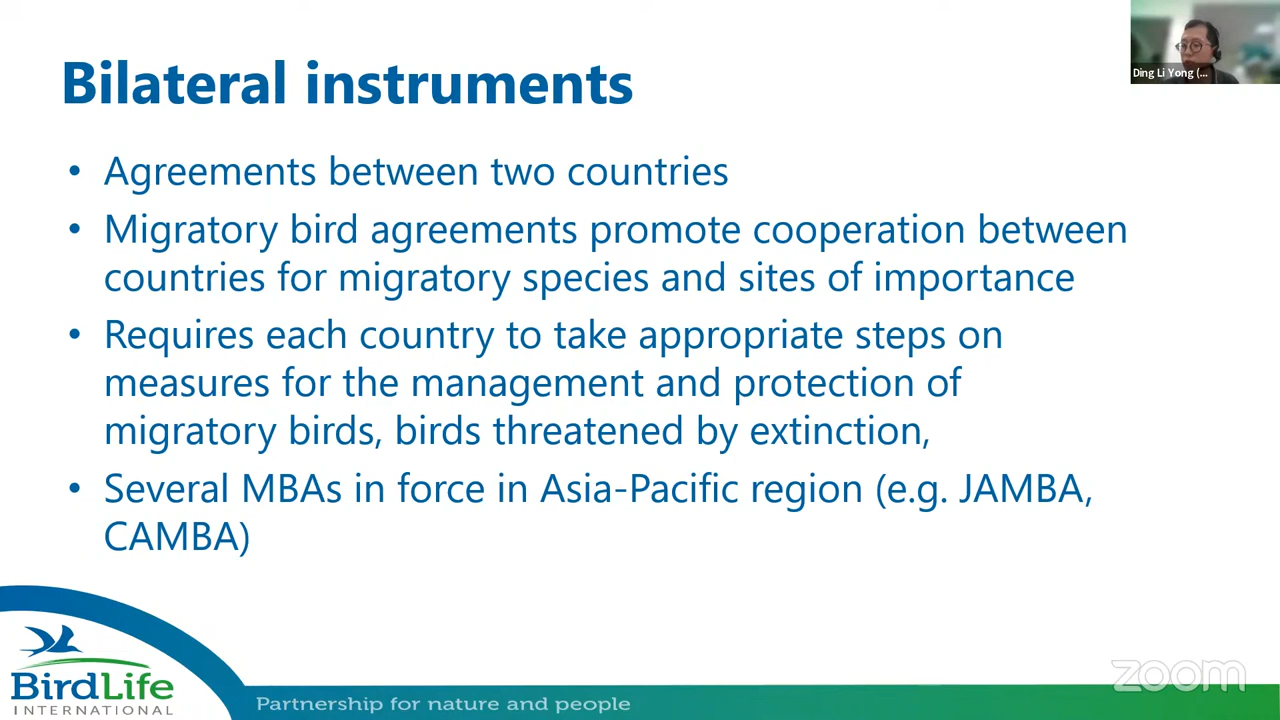 Bilateral instruments
Ding Li Yong (...
• Agreements between two countries
• Migratory bird agreements promote cooperation between
countries for migratory species and sites of importance
• Requires each country to take appropriate steps on
measures for the management and protection of
migratory birds, birds threatened by extinction,
• Several MBAs in force in Asia-Pacific region (e.g. JAMBA,
CAMBA)
BirdLife
INTERNATIONAL
Partnership for nature and people
zoom